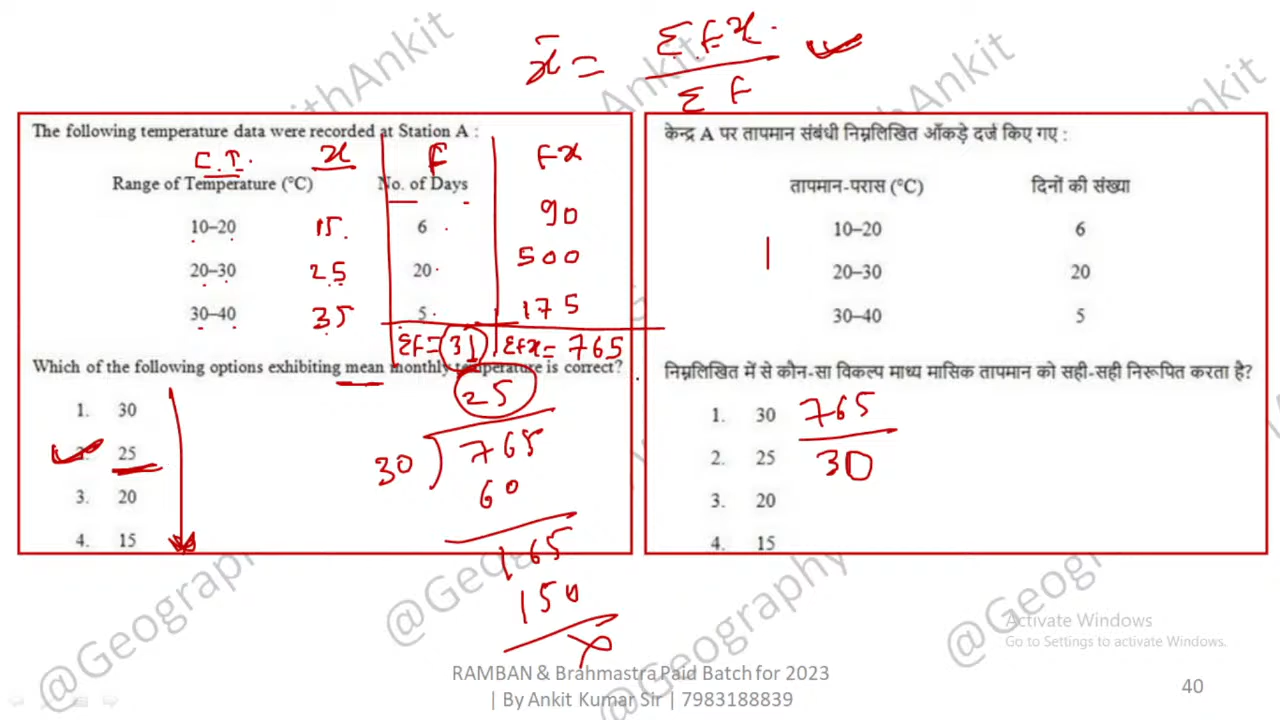 x̄ = ΣFx / ΣF
The following temperature data were recorded at Station A :
C.I. x F Fx
Range of Temperature (°C) No. of Days
10–20 15 6 90
20–30 25 20 500
30–40 35 5 175
ΣF = 31 ΣFx = 765
Which of the following options exhibiting mean monthly temperature is correct?
1. 30
2. 25
3. 20
4. 15
25
30 ) 765
60
165
150
x
केन्द्र A पर तापमान संबंधी निम्नलिखित आँकड़े दर्ज किए गए :
तापमान-परास (°C) दिनों की संख्या
10–20 6
20–30 20
30–40 5
निम्नलिखित में से कौन-सा विकल्प माध्य मासिक तापमान को सही-सही निरूपित करता है?
1. 30
2. 25
3. 20
4. 15
765
30
@Geography
@Geography
@Geography
Activate Windows
Go to Settings to activate Windows.
RAMBAN & Brahmastra Paid Batch for 2023
| By Ankit Kumar Sir | 7983188839
40